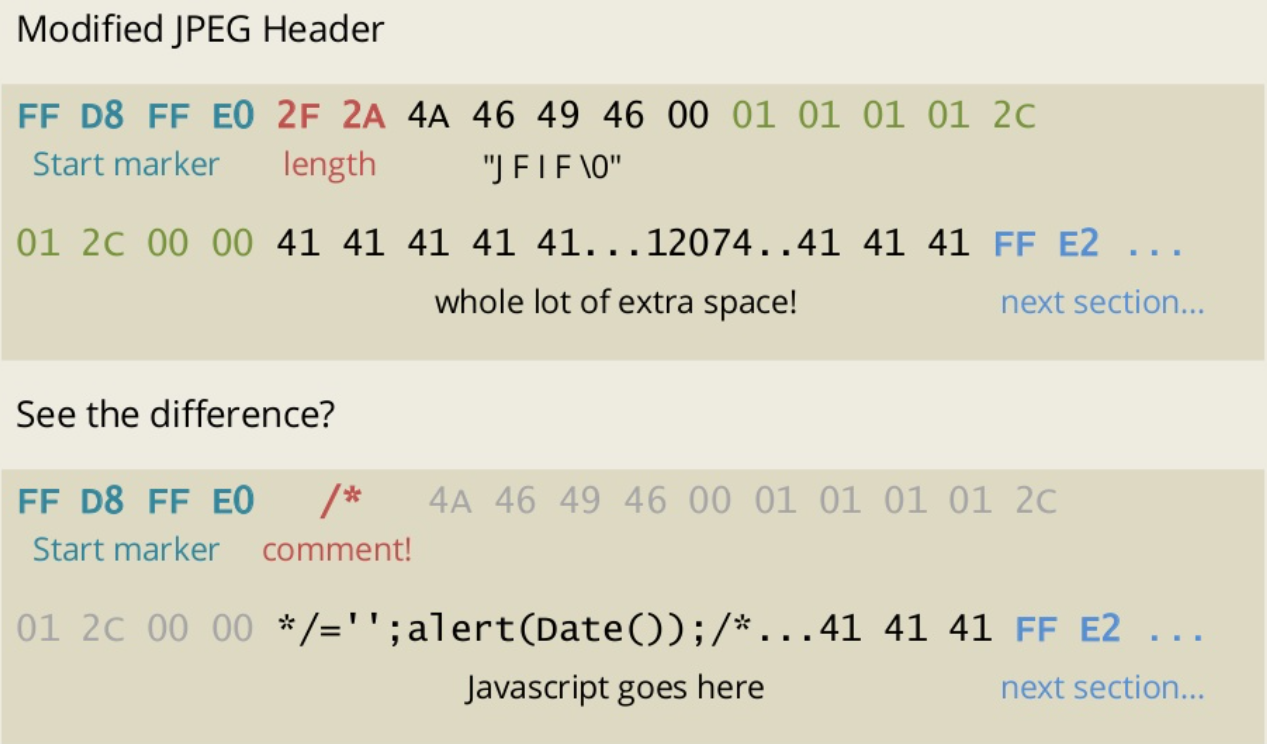 Modified JPEG Header
FF D8 FF E0 2F 2A 4A 46 49 46 00 01 01 01 01 2C
Start marker length "J F I F \0"
01 2C 00 00 41 41 41 41 41...12074..41 41 41 FF E2 ...
whole lot of extra space! next section...
See the difference?
FF D8 FF E0 /* 4A 46 49 46 00 01 01 01 01 2C
Start marker comment!
01 2C 00 00 */='';alert(Date());/*...41 41 41 FF E2 ...
Javascript goes here next section...